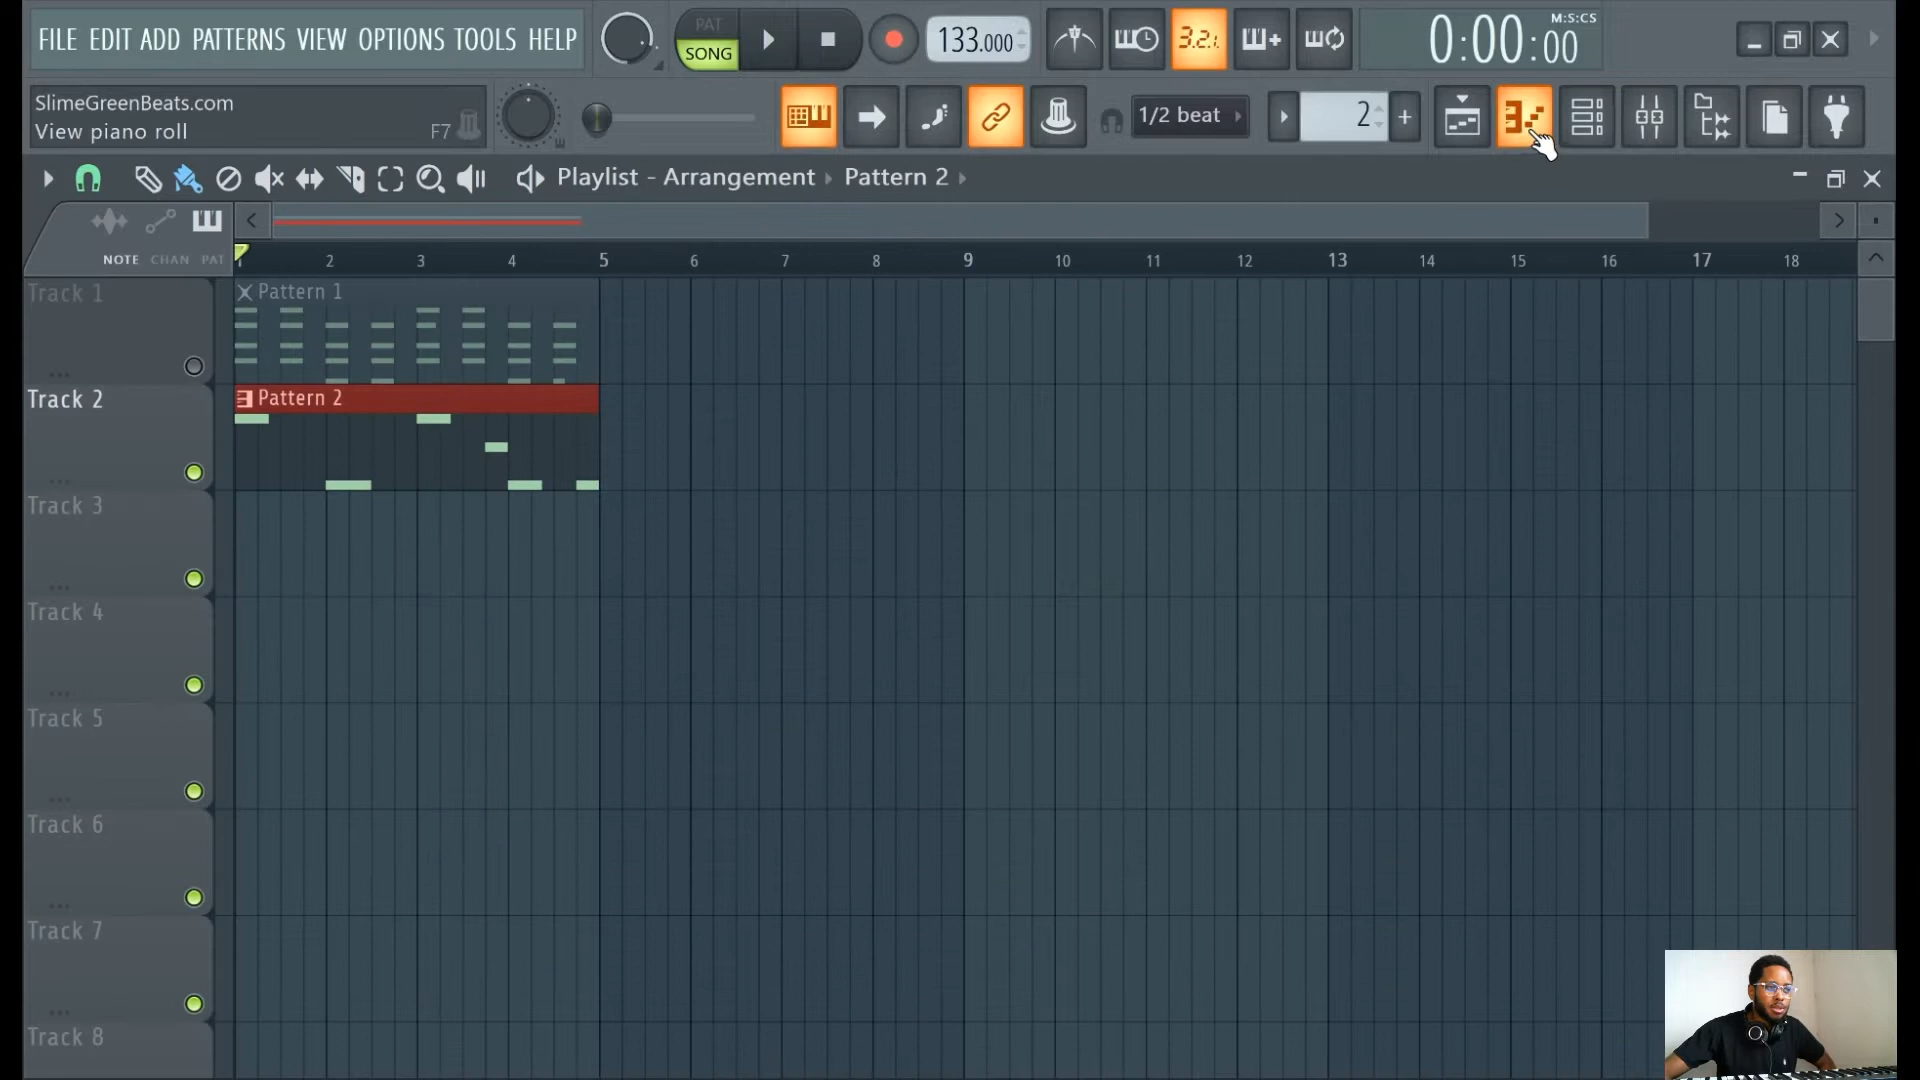 FILE EDIT ADD PATTERNS VIEW OPTIONS TOOLS HELP
PAT
SONG
133.000
3.2.1
M:S:CS
0:00:00
SlimeGreenBeats.com
View piano roll F7
1/2 beat
2
Playlist - Arrangement Pattern 2
NOTE CHAN PAT
1 2 3 4 5 6 7 8 9 10 11 12 13 14 15 16 17 18
Track 1
Pattern 1
Track 2
Pattern 2
Track 3
Track 4
Track 5
Track 6
Track 7
Track 8